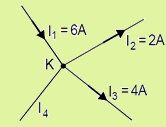 I₁ = 6A
I₂ = 2A
K
I₃ = 4A
I₄